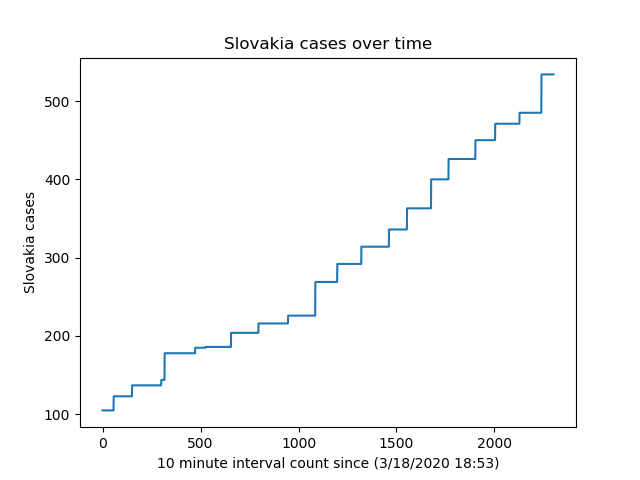 Slovakia cases over time
500
400
300
200
100
Slovakia cases
0 500 1000 1500 2000
10 minute interval count since (3/18/2020 18:53)